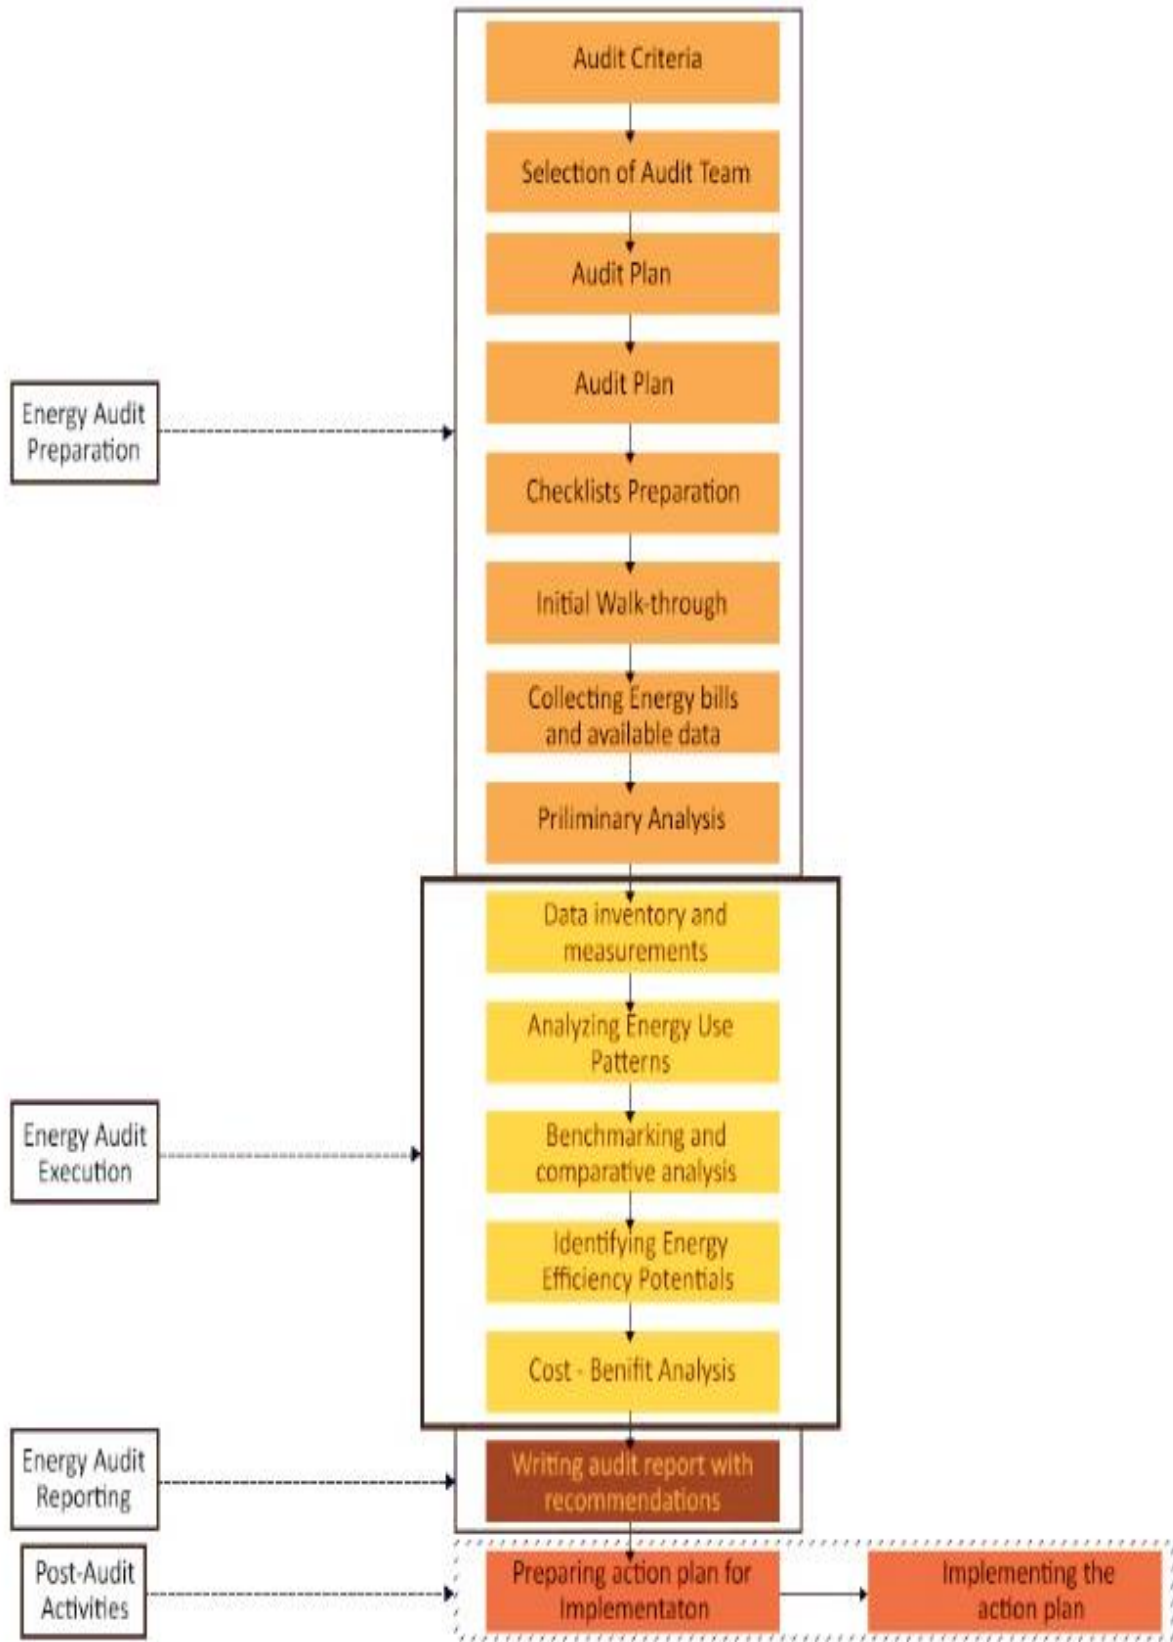 Audit Criteria
Selection of Audit Team
Audit Plan
Audit Plan
Energy Audit
Preparation
Checklists Preparation
Initial Walk-through
Collecting Energy bills
and available data
Priliminary Analysis
Data inventory and
measurements
Analyzing Energy Use
Patterns
Energy Audit
Execution
Benchmarking and
comparative analysis
Identifying Energy
Efficiency Potentials
Cost - Benifit Analysis
Energy Audit
Reporting
Writing audit report with
recommendations
Post-Audit
Activities
Preparing action plan for
Implementaton
Implementing the
action plan